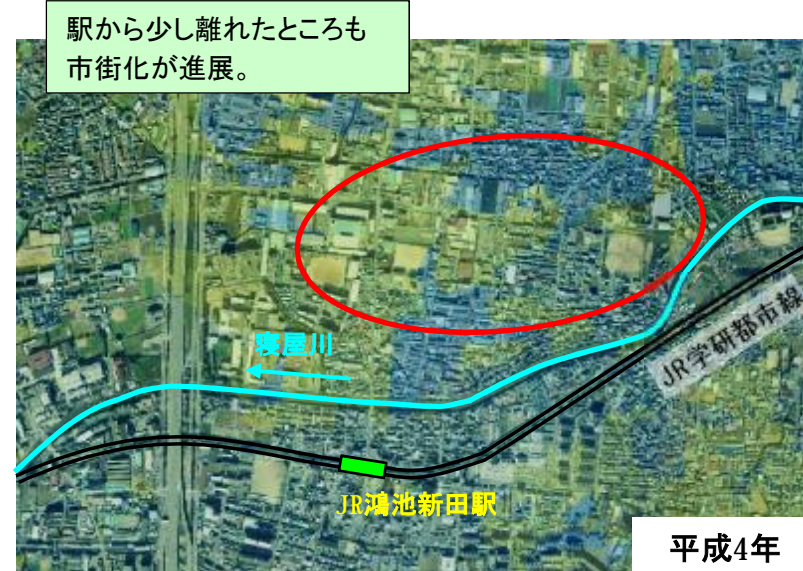 駅から少し離れたところも
市街化が進展。
寝屋川
JR学研都市線
JR鴻池新田駅
平成4年